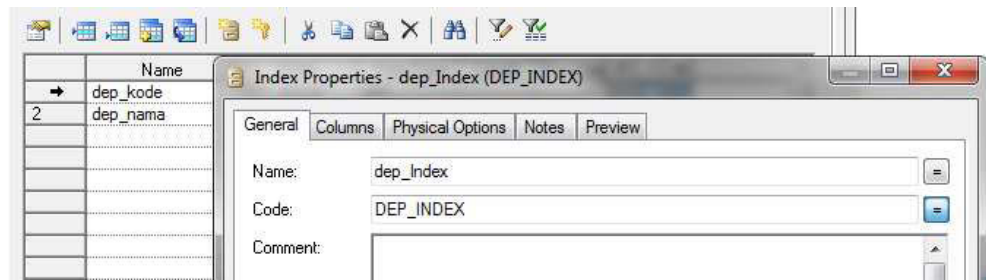 Name
dep_kode
2 dep_nama
Index Properties - dep_Index (DEP_INDEX)
General Columns Physical Options Notes Preview
Name: dep_Index =
Code: DEP_INDEX =
Comment: